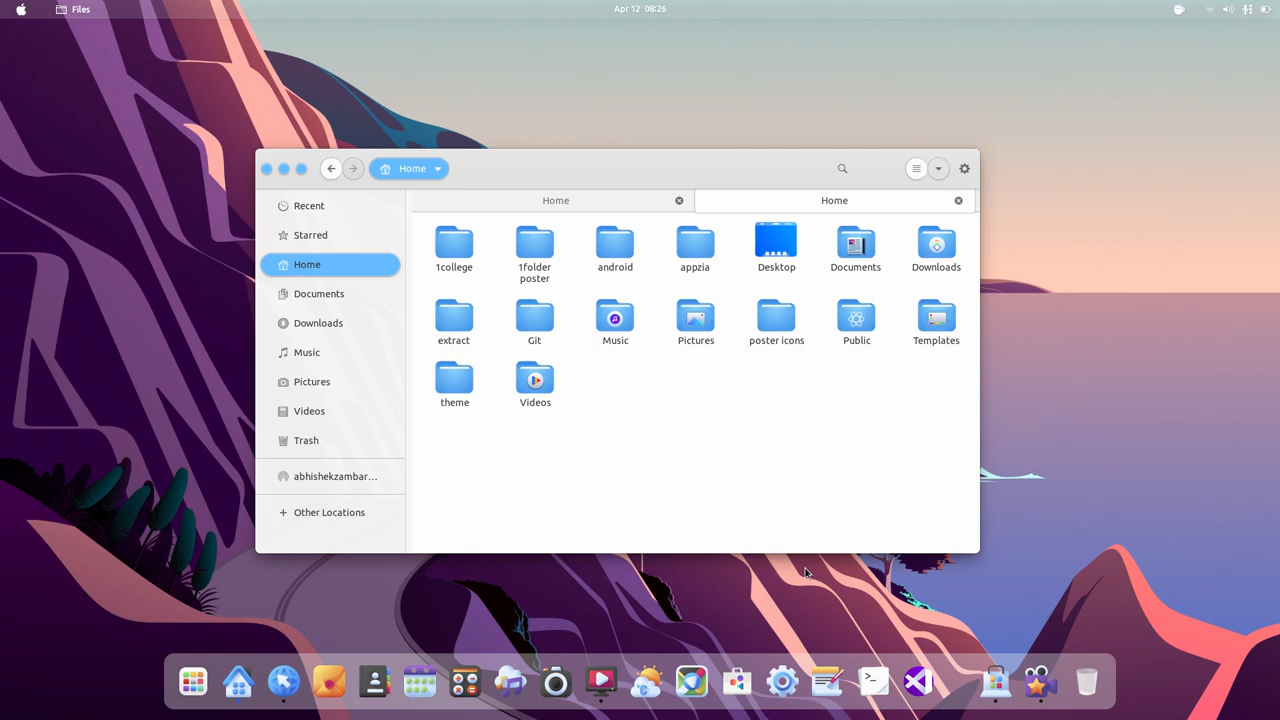 Files
Apr 12 08:26
Home
Recent
Starred
Home
Documents
Downloads
Music
Pictures
Videos
Trash
abhishekzambar…
Other Locations
Home
Home
1college
1folder
poster
android
appzia
Desktop
Documents
Downloads
extract
Git
Music
Pictures
poster icons
Public
Templates
theme
Videos